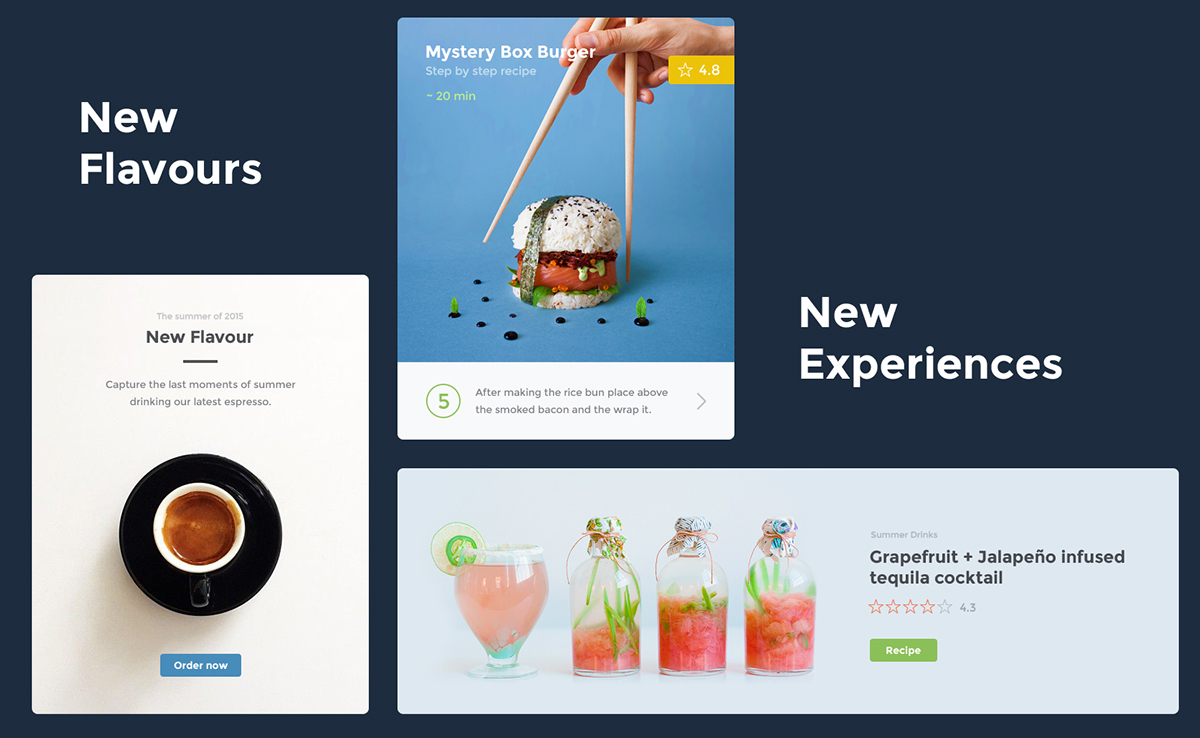 New
Flavours
Mystery Box Burger
Step by step recipe
~ 20 min
4.8
5
After making the rice bun place above
the smoked bacon and the wrap it.
The summer of 2015
New Flavour
Capture the last moments of summer
drinking our latest espresso.
Order now
New
Experiences
Summer Drinks
Grapefruit + Jalapeño infused
tequila cocktail
4.3
Recipe